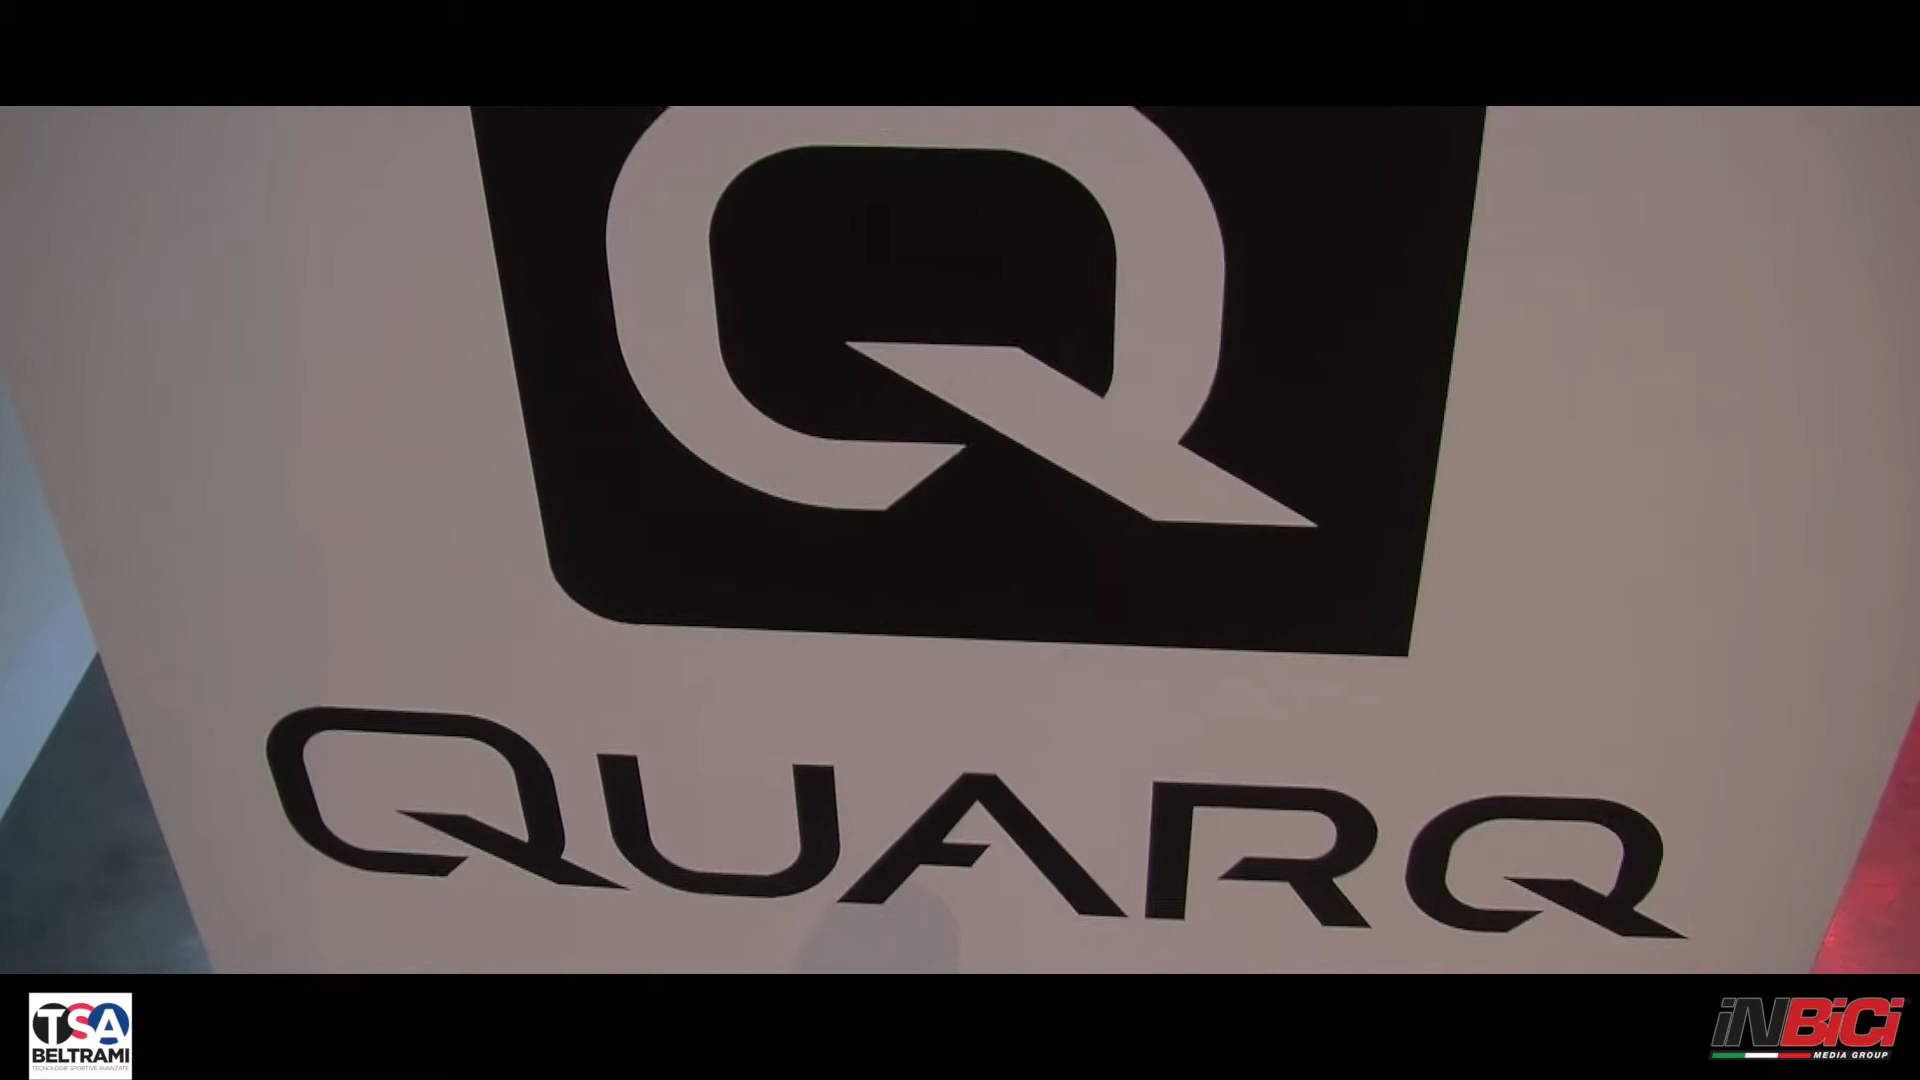 Q
QUARQ
TSA
BELTRAMI
TECNOLOGIE SPORTIVE AVANZATE
iNBiCi
MEDIA GROUP